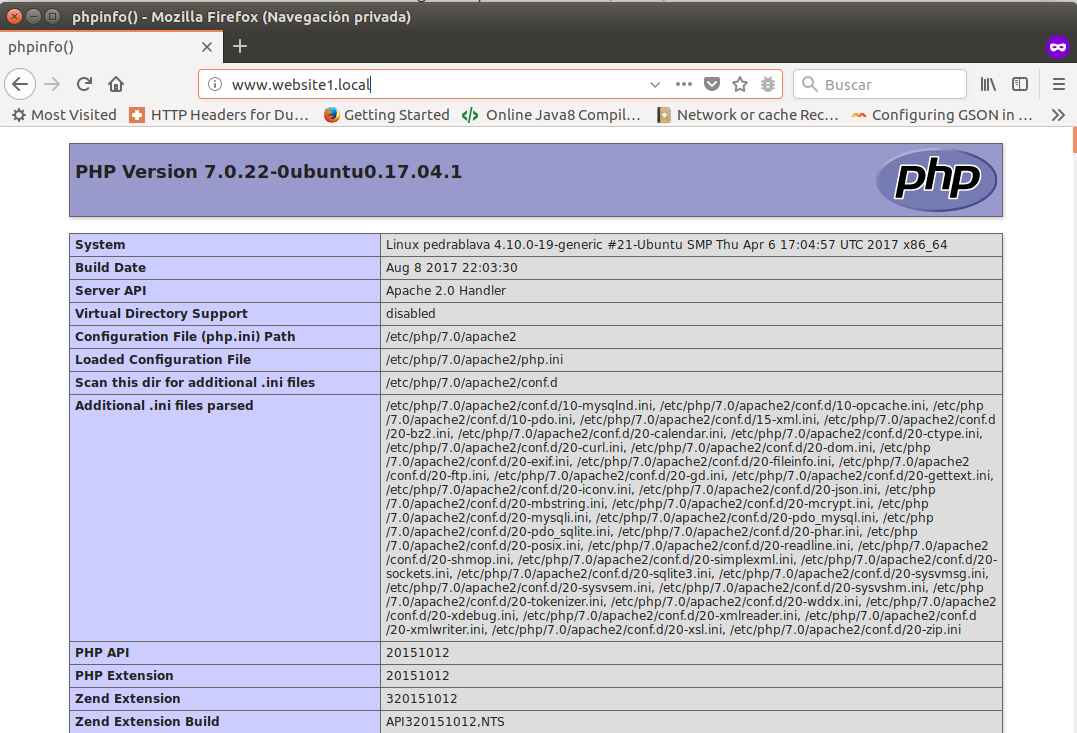 phpinfo() - Mozilla Firefox (Navegación privada)
phpinfo()
www.website1.local
Buscar
Most Visited
HTTP Headers for Du...
Getting Started
Online Java8 Compil...
Network or cache Rec...
Configuring GSON in ...
PHP Version 7.0.22-0ubuntu0.17.04.1
php
System Linux pedrablava 4.10.0-19-generic #21-Ubuntu SMP Thu Apr 6 17:04:57 UTC 2017 x86_64
Build Date Aug 8 2017 22:03:30
Server API Apache 2.0 Handler
Virtual Directory Support disabled
Configuration File (php.ini) Path /etc/php/7.0/apache2
Loaded Configuration File /etc/php/7.0/apache2/php.ini
Scan this dir for additional .ini files /etc/php/7.0/apache2/conf.d
Additional .ini files parsed /etc/php/7.0/apache2/conf.d/10-mysqlnd.ini, /etc/php/7.0/apache2/conf.d/10-opcache.ini, /etc/php
/7.0/apache2/conf.d/10-pdo.ini, /etc/php/7.0/apache2/conf.d/15-xml.ini, /etc/php/7.0/apache2/conf.d
/20-bz2.ini, /etc/php/7.0/apache2/conf.d/20-calendar.ini, /etc/php/7.0/apache2/conf.d/20-ctype.ini,
/etc/php/7.0/apache2/conf.d/20-curl.ini, /etc/php/7.0/apache2/conf.d/20-dom.ini, /etc/php
/7.0/apache2/conf.d/20-exif.ini, /etc/php/7.0/apache2/conf.d/20-fileinfo.ini, /etc/php/7.0/apache2
/conf.d/20-ftp.ini, /etc/php/7.0/apache2/conf.d/20-gd.ini, /etc/php/7.0/apache2/conf.d/20-gettext.ini,
/etc/php/7.0/apache2/conf.d/20-iconv.ini, /etc/php/7.0/apache2/conf.d/20-json.ini, /etc/php
/7.0/apache2/conf.d/20-mbstring.ini, /etc/php/7.0/apache2/conf.d/20-mcrypt.ini, /etc/php
/7.0/apache2/conf.d/20-mysqli.ini, /etc/php/7.0/apache2/conf.d/20-pdo_mysql.ini, /etc/php
/7.0/apache2/conf.d/20-pdo_sqlite.ini, /etc/php/7.0/apache2/conf.d/20-phar.ini, /etc/php
/7.0/apache2/conf.d/20-posix.ini, /etc/php/7.0/apache2/conf.d/20-readline.ini, /etc/php/7.0/apache2
/conf.d/20-shmop.ini, /etc/php/7.0/apache2/conf.d/20-simplexml.ini, /etc/php/7.0/apache2/conf.d/20-
sockets.ini, /etc/php/7.0/apache2/conf.d/20-sqlite3.ini, /etc/php/7.0/apache2/conf.d/20-sysvmsg.ini,
/etc/php/7.0/apache2/conf.d/20-sysvsem.ini, /etc/php/7.0/apache2/conf.d/20-sysvshm.ini, /etc/php
/7.0/apache2/conf.d/20-tokenizer.ini, /etc/php/7.0/apache2/conf.d/20-wddx.ini, /etc/php/7.0/apache2
/conf.d/20-xdebug.ini, /etc/php/7.0/apache2/conf.d/20-xmlreader.ini, /etc/php/7.0/apache2/conf.d
/20-xmlwriter.ini, /etc/php/7.0/apache2/conf.d/20-xsl.ini, /etc/php/7.0/apache2/conf.d/20-zip.ini
PHP API 20151012
PHP Extension 20151012
Zend Extension 320151012
Zend Extension Build API320151012,NTS